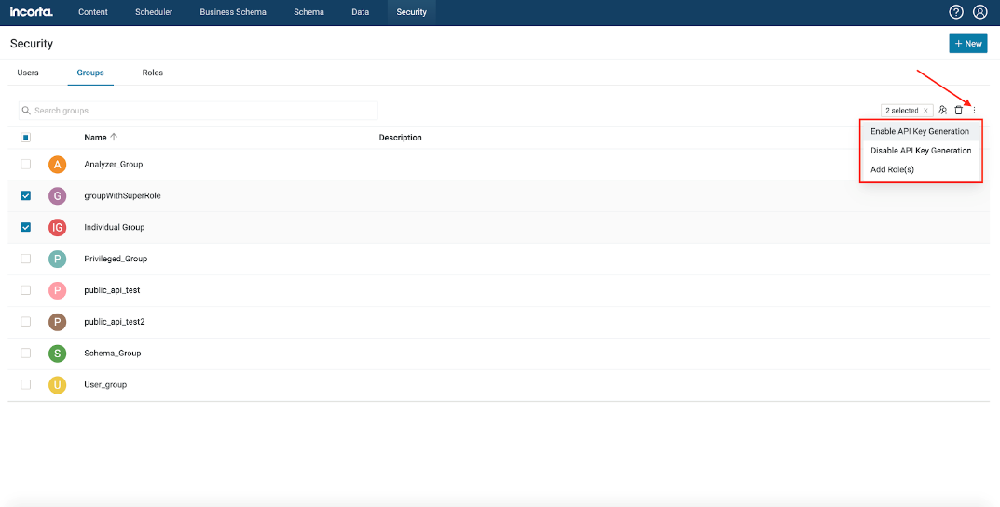 incorta. Content Scheduler Business Schema Schema Data Security
Security
+ New
Users Groups Roles
Search groups
2 selected x
Enable API Key Generation
Disable API Key Generation
Add Role(s)
Name Description
A Analyzer_Group
G groupWithSuperRole
IG Individual Group
P Privileged_Group
P public_api_test
P public_api_test2
S Schema_Group
U User_group